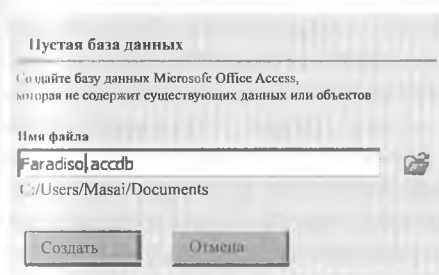 Пустая база данных
Создайте базу данных Microsofe Office Access,
которая не содержит существующих данных или объектов
Имя файла
Faradiso.accdb
C:/Users/Masai/Documents
Создать
Отмена